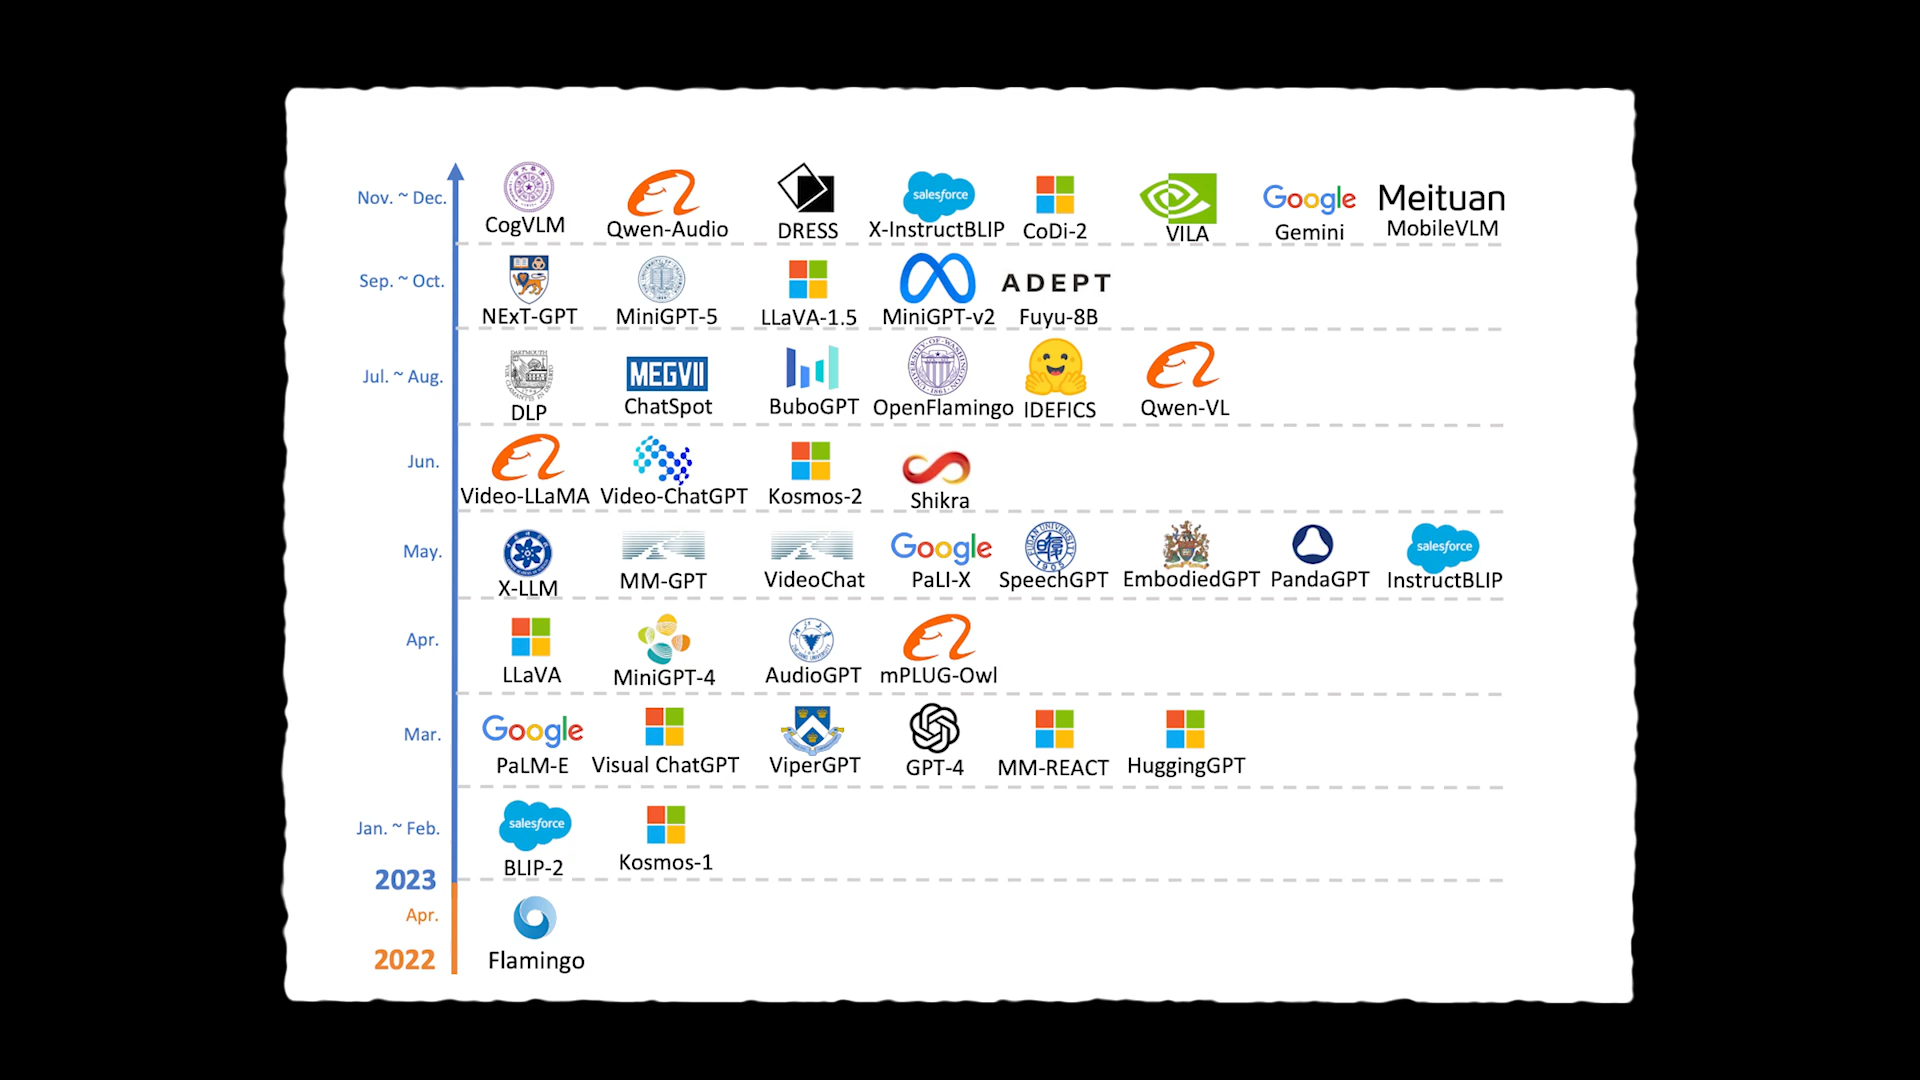 Nov. ~ Dec.
salesforce
Google
Meituan
CogVLM
Qwen-Audio
DRESS
X-InstructBLIP
CoDi-2
VILA
Gemini
MobileVLM
Sep. ~ Oct.
ADEPT
NExT-GPT
MiniGPT-5
LLaVA-1.5
MiniGPT-v2
Fuyu-8B
Jul. ~ Aug.
MEGVII
DLP
ChatSpot
BuboGPT
OpenFlamingo
IDEFICS
Qwen-VL
Jun.
Video-LLaMA
Video-ChatGPT
Kosmos-2
Shikra
May.
Google
salesforce
X-LLM
MM-GPT
VideoChat
PaLI-X
SpeechGPT
EmbodiedGPT
PandaGPT
InstructBLIP
Apr.
LLaVA
MiniGPT-4
AudioGPT
mPLUG-Owl
Mar.
Google
PaLM-E
Visual ChatGPT
ViperGPT
GPT-4
MM-REACT
HuggingGPT
Jan. ~ Feb.
salesforce
BLIP-2
Kosmos-1
2023
Apr.
2022
Flamingo